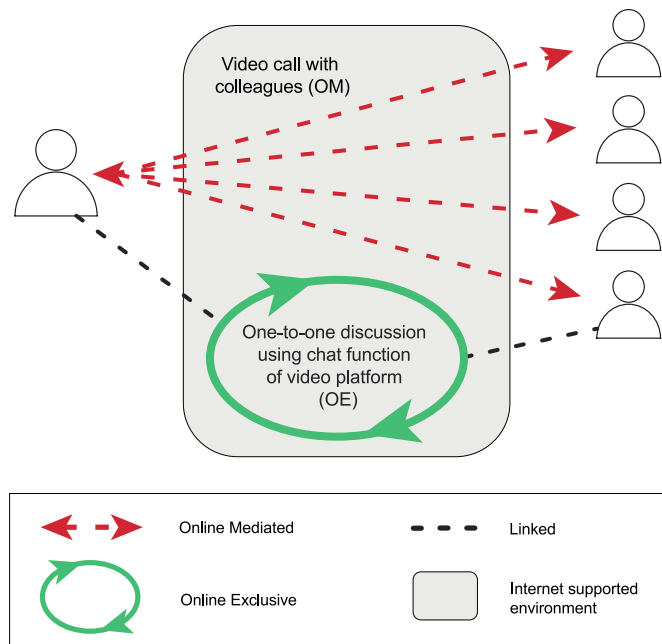 Video call with
colleagues (OM)
One-to-one discussion
using chat function
of video platform
(OE)
Online Mediated
Linked
Online Exclusive
Internet supported
environment